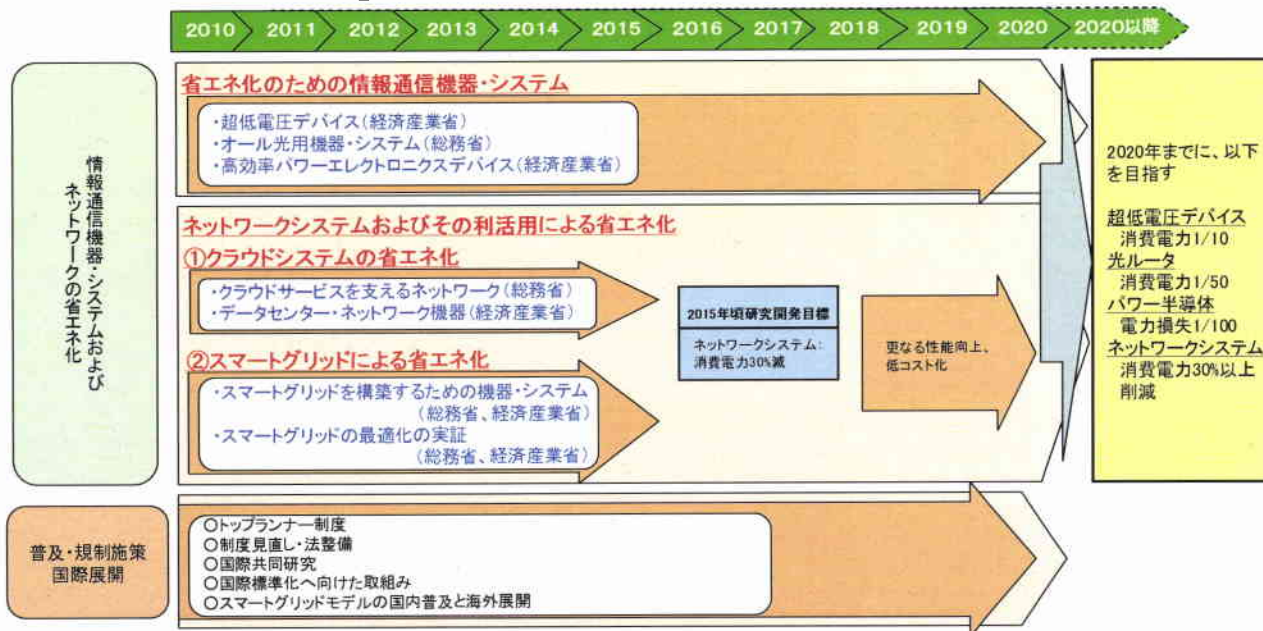 2010 2011 2012 2013 2014 2015 2016 2017 2018 2019 2020 2020以降
情報通信機器・システムおよび
ネットワークの省エネ化
省エネ化のための情報通信機器・システム
・超低電圧デバイス(経済産業省)
・オール光用機器・システム(総務省)
・高効率パワーエレクトロニクスデバイス(経済産業省)
ネットワークシステムおよびその利活用による省エネ化
①クラウドシステムの省エネ化
・クラウドサービスを支えるネットワーク(総務省)
・データセンター・ネットワーク機器(経済産業省)
②スマートグリッドによる省エネ化
・スマートグリッドを構築するための機器・システム
(総務省、経済産業省)
・スマートグリッドの最適化の実証
(総務省、経済産業省)
2015年頃研究開発目標
ネットワークシステム:
消費電力30%減
更なる性能向上、
低コスト化
2020年までに、以下
を目指す
超低電圧デバイス
消費電力1/10
光ルータ
消費電力1/50
パワー半導体
電力損失1/100
ネットワークシステム
消費電力30%以上
削減
普及・規制施策
国際展開
○トップランナー制度
○制度見直し・法整備
○国際共同研究
○国際標準化へ向けた取組み
○スマートグリッドモデルの国内普及と海外展開